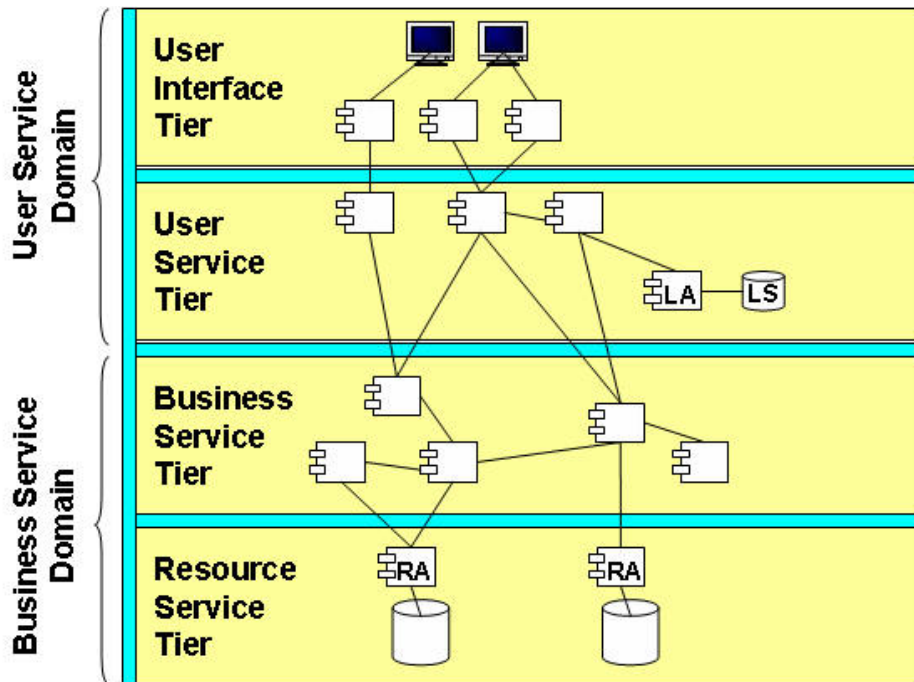 User Service
Domain
User
Interface
Tier
User
Service
Tier
LA
LS
Business Service
Domain
Business
Service
Tier
Resource
Service
Tier
RA
RA